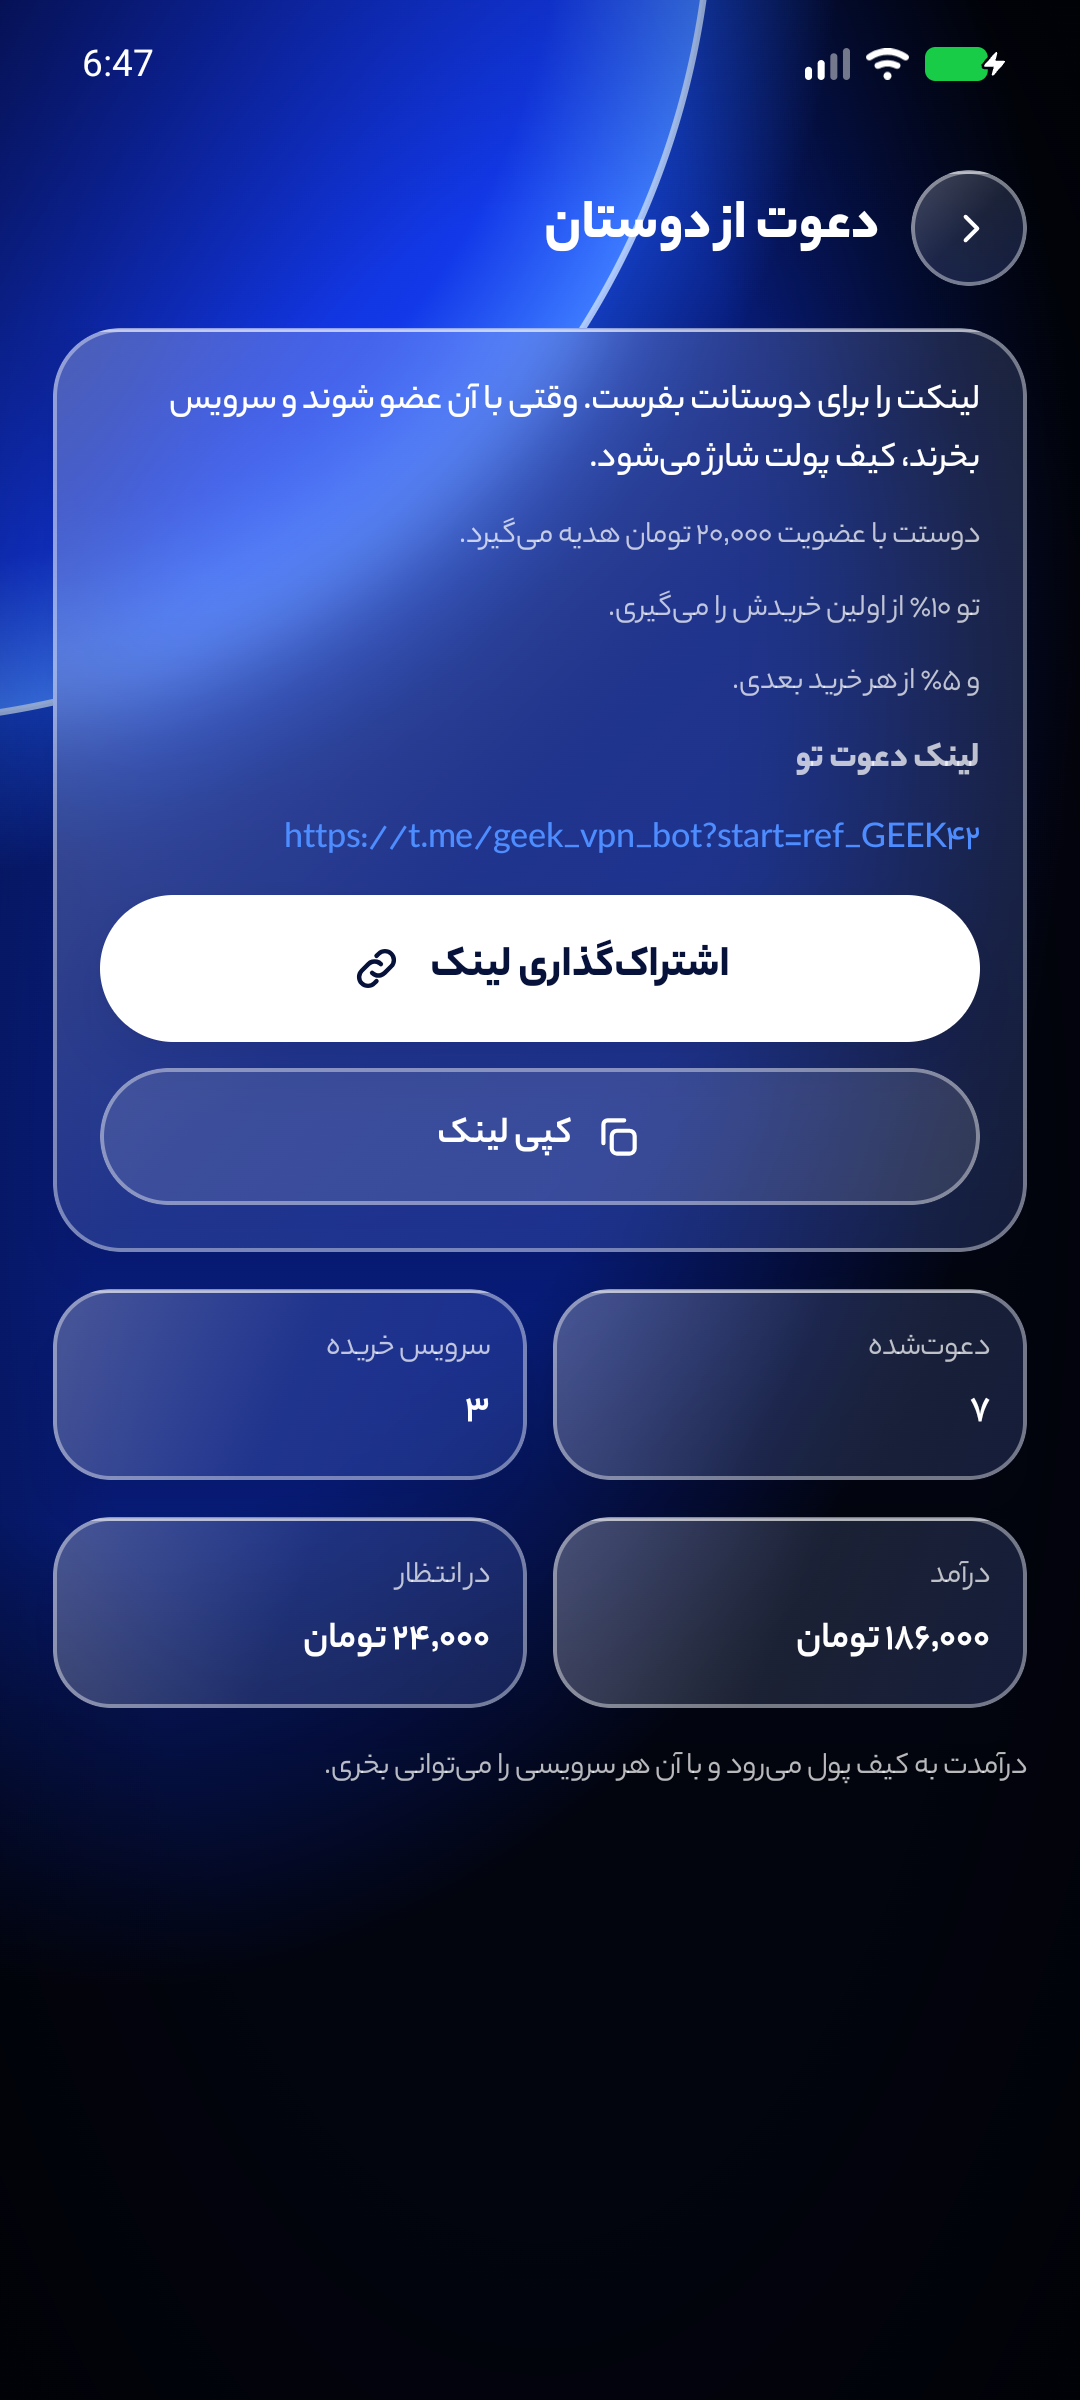 6:47
دعوت از دوستان
لینکت را برای دوستانت بفرست. وقتی با آن عضو شوند و سرویس
بخرند، کیف پولت شارژ می‌شود.
دوستت با عضویت ۲۰,۰۰۰ تومان هدیه می‌گیرد.
تو ۱۰% از اولین خریدش را می‌گیری.
و ۵% از هر خرید بعدی.
لینک دعوت تو
https://t.me/geek_vpn_bot?start=ref_GEEK۴۲
اشتراک‌گذاری لینک
کپی لینک
دعوت‌شده
۷
سرویس خریده
۳
درآمد
۱۸۶,۰۰۰ تومان
در انتظار
۲۴,۰۰۰ تومان
درآمدت به کیف پول می‌رود و با آن هر سرویسی را می‌توانی بخری.